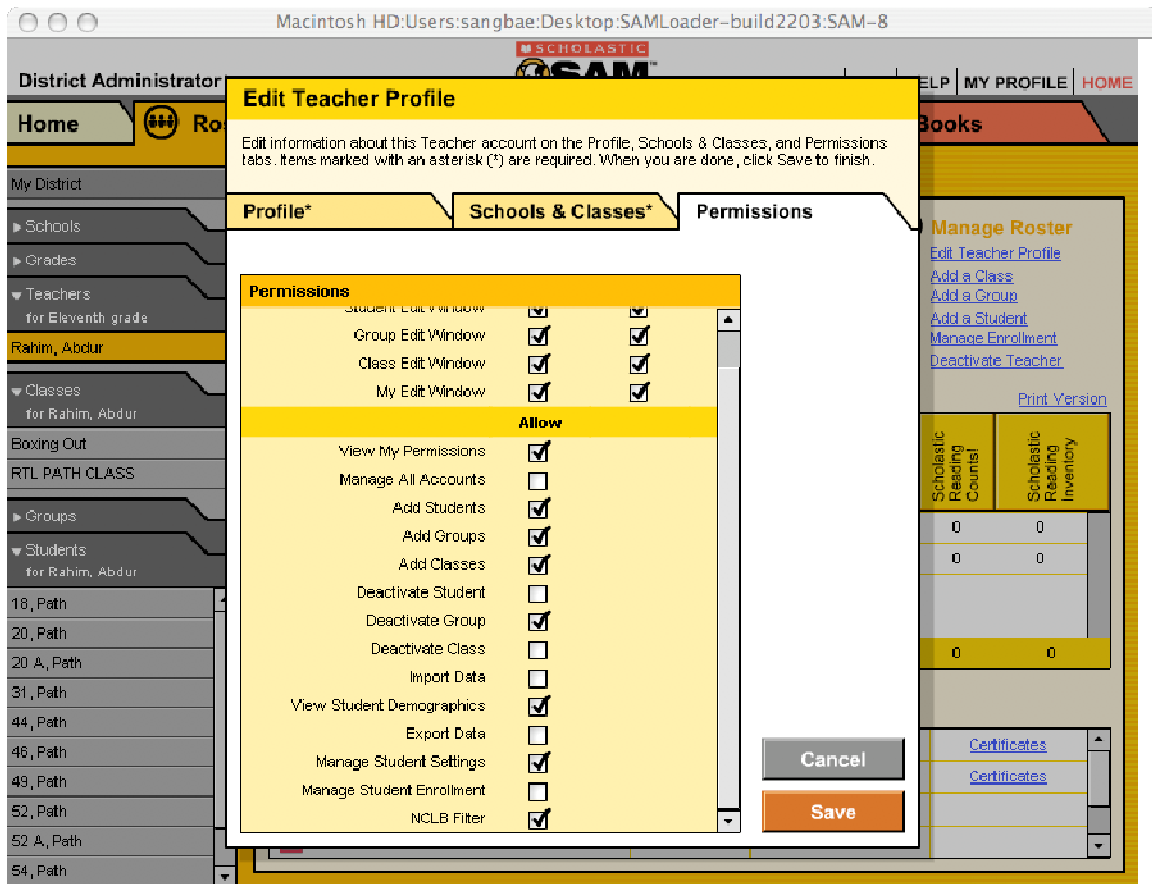 Macintosh HD:Users:sangbae:Desktop:SAMLoader-build2203:SAM-8
SCHOLASTIC
SAM
District Administrator
MY PROFILE
HOME
Home
Books
Edit Teacher Profile
Edit information about this Teacher account on the Profile, Schools & Classes, and Permissions
tabs. Items marked with an asterisk (*) are required. When you are done, click Save to finish.
Profile*
Schools & Classes*
Permissions
My District
Schools
Grades
Teachers
for Eleventh grade
Rahim, Abdur
Classes
for Rahim, Abdur
Boxing Out
RTL PATH CLASS
Groups
Students
for Rahim, Abdur
18, Path
20, Path
20 A, Path
31, Path
44, Path
46, Path
49, Path
52, Path
52 A, Path
54, Path
Permissions
Student Edit Window
Group Edit Window
Class Edit Window
My Edit Window
Allow
View My Permissions
Manage All Accounts
Add Students
Add Groups
Add Classes
Deactivate Student
Deactivate Group
Deactivate Class
Import Data
View Student Demographics
Export Data
Manage Student Settings
Manage Student Enrollment
NCLB Filter
Cancel
Save
Manage Roster
Edit Teacher Profile
Add a Class
Add a Group
Add a Student
Manage Enrollment
Deactivate Teacher
Print Version
Scholastic
Reading
Counts!
Scholastic
Reading
Inventory
0 0
0 0
0 0
Certificates
Certificates